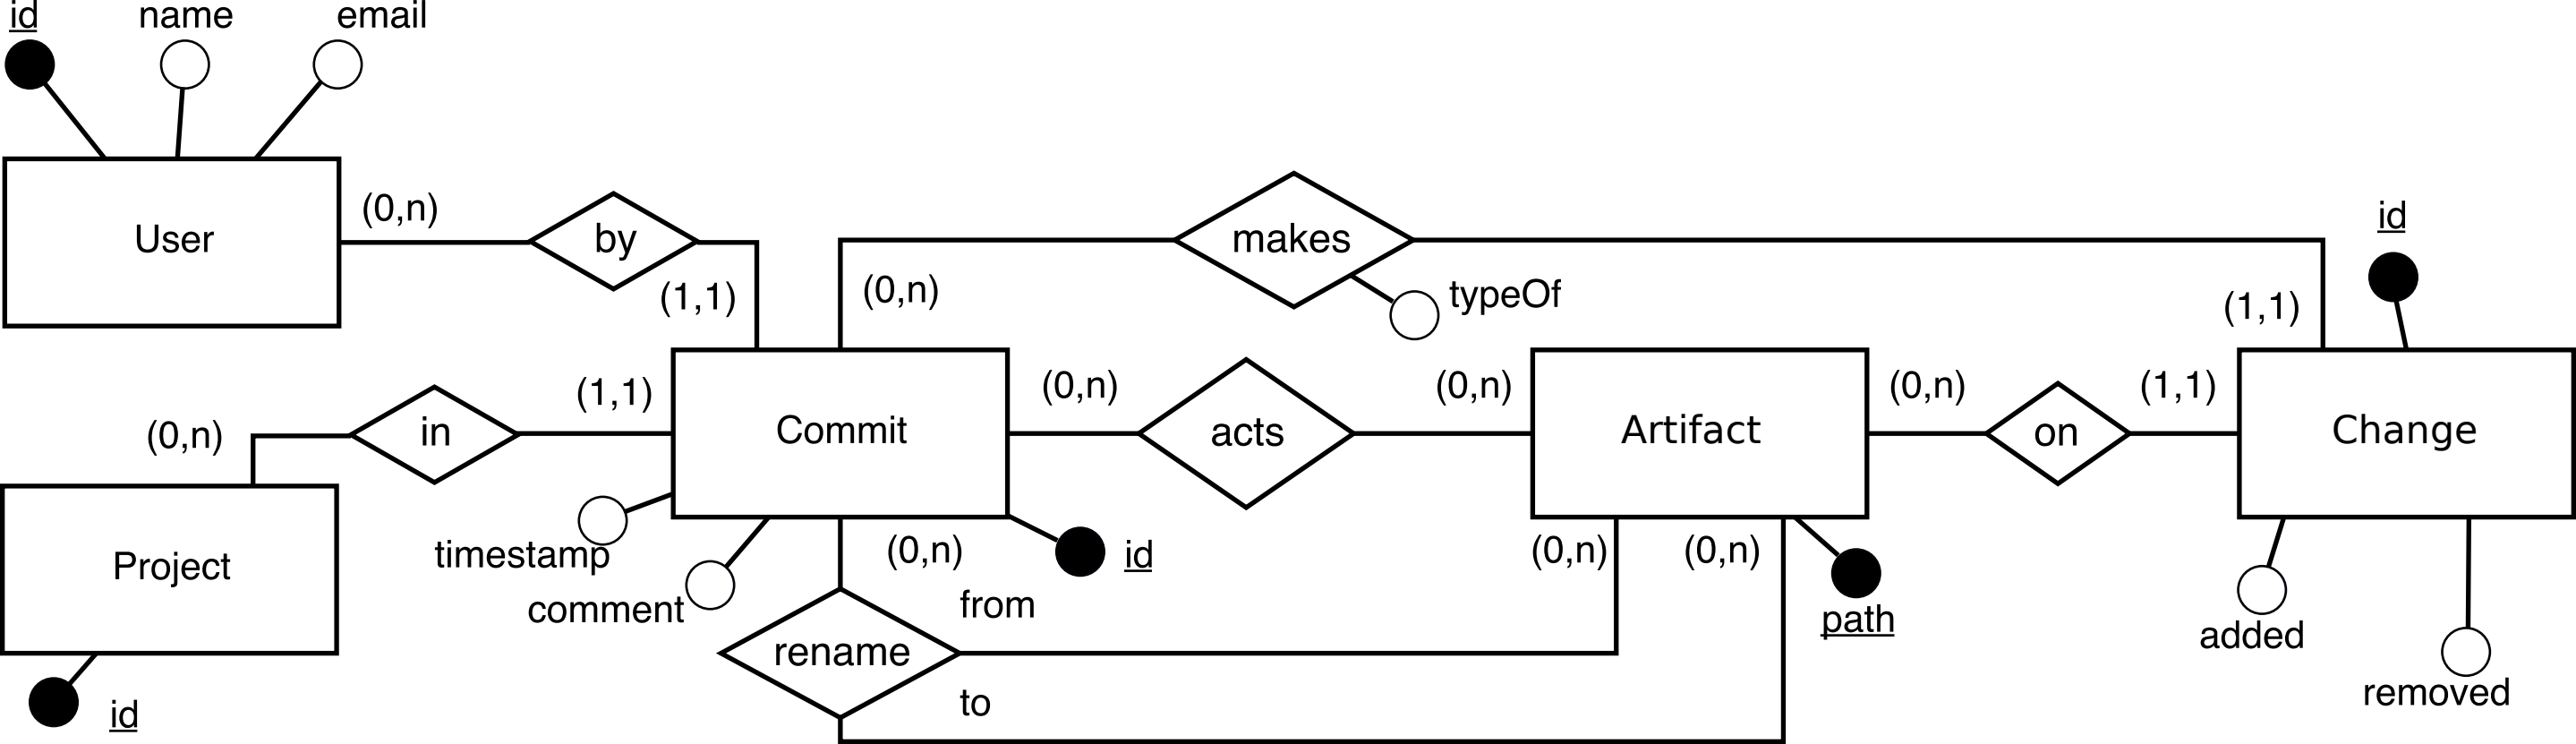 id
name
email
User
(0,n)
by
(1,1)
(0,n)
makes
typeOf
(1,1)
id
(0,n)
in
(1,1)
Commit
(0,n)
acts
(0,n)
Artifact
(0,n)
on
(1,1)
Change
Project
id
timestamp
comment
(0,n)
id
from
rename
to
(0,n)
(0,n)
path
added
removed